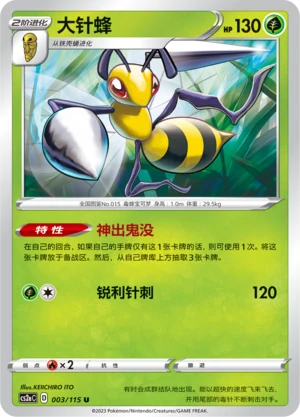 2阶进化
大针蜂
HP 130
从铁壳蛹进化
全国图鉴No.015 毒蜂宝可梦 身高：1.0m 体重：29.5kg
特性 神出鬼没
在自己的回合，如果自己的手牌仅有这1张卡牌的话，则可使用1次。将这
张卡牌放于备战区。然后，从自己牌库上方抽取3张卡牌。
锐利针刺 120
×2
Illus.KEIICHIRO ITO
CS3aC D 003/115 U
有时会成群结队地出现。能以超快的速度飞来飞去，
并用尾部的毒针不断刺向对手。
©2023 Pokémon/Nintendo/Creatures/GAME FREAK.